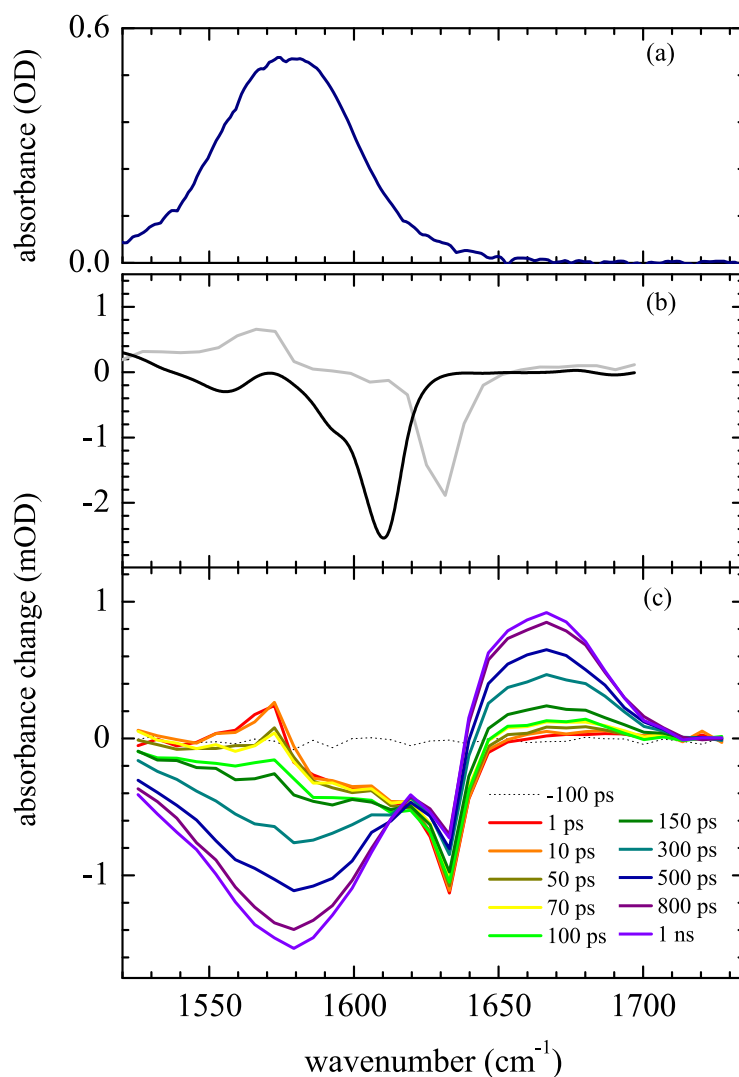 0.6
(a)
absorbance (OD)
0.0
1
(b)
0
-1
-2
absorbance change (mOD)
1
(c)
0
-1
-100 ps
1 ps
10 ps
50 ps
70 ps
100 ps
150 ps
300 ps
500 ps
800 ps
1 ns
1550
1600
1650
1700
wavenumber (cm⁻¹)